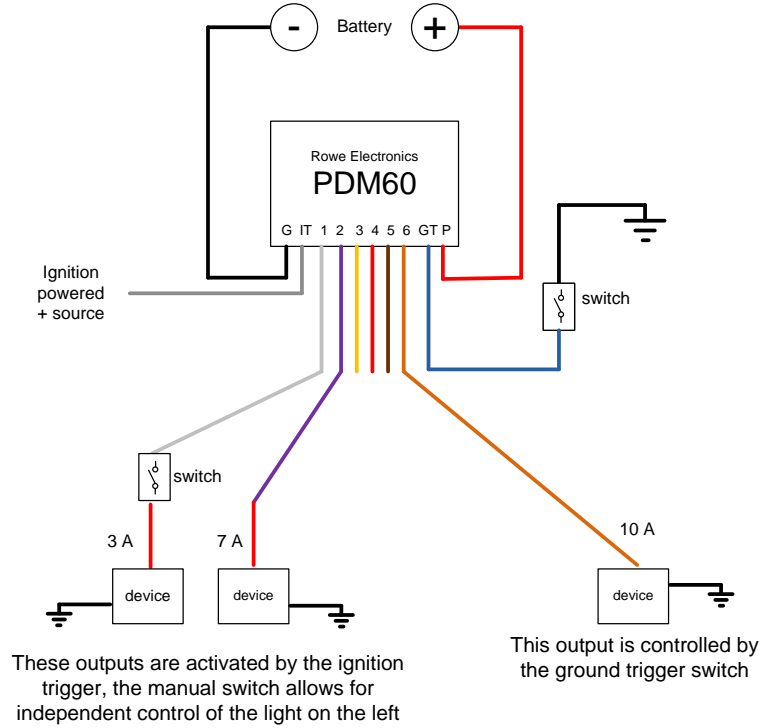 - Battery +
Rowe Electronics
PDM60
G IT 1 2 3 4 5 6 GT P
Ignition
powered
+ source
switch
switch
3 A
7 A
10 A
device
device
device
These outputs are activated by the ignition
trigger, the manual switch allows for
independent control of the light on the left
This output is controlled by
the ground trigger switch